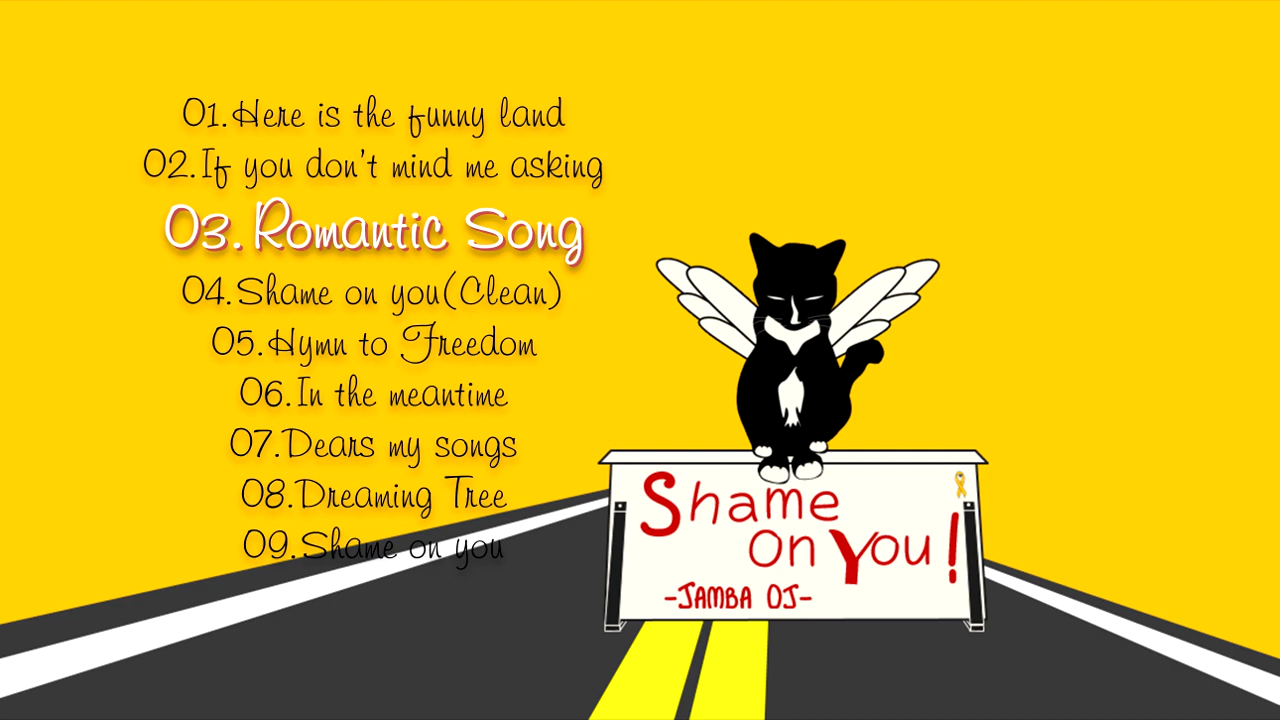 01.Here is the funny land
02.If you don't mind me asking
03.Romantic Song
04.Shame on you(Clean)
05.Hymn to Freedom
06.In the meantime
07.Dears my songs
08.Dreaming Tree
09.Shame on you
Shame
on You!
-JAMBA OJ-